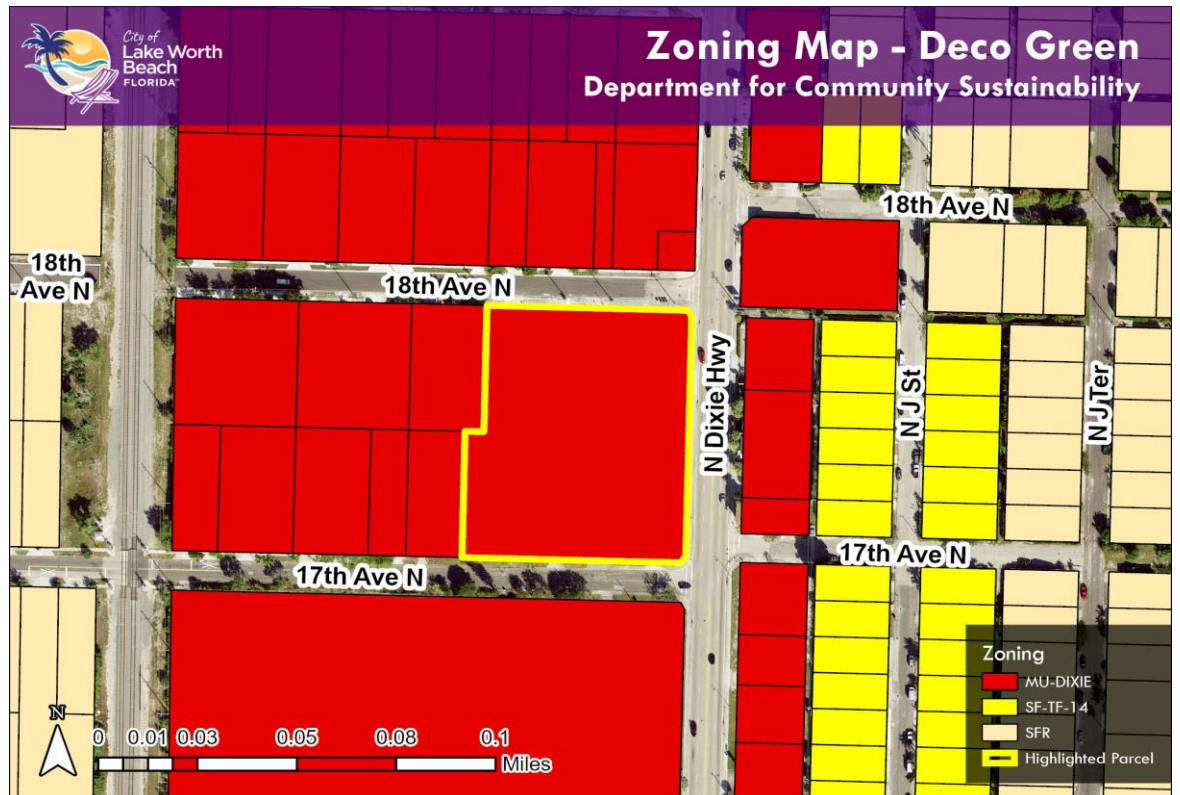 City of
Lake Worth
Beach
FLORIDA
Zoning Map - Deco Green
Department for Community Sustainability
18th Ave N
18th
Ave N
18th Ave N
N Dixie Hwy
N J St
N J Ter
17th Ave N
17th Ave N
Zoning
MU-DIXIE
SF-TF-14
SFR
Highlighted Parcel
N
0 0.01 0.03 0.05 0.08 0.1
Miles